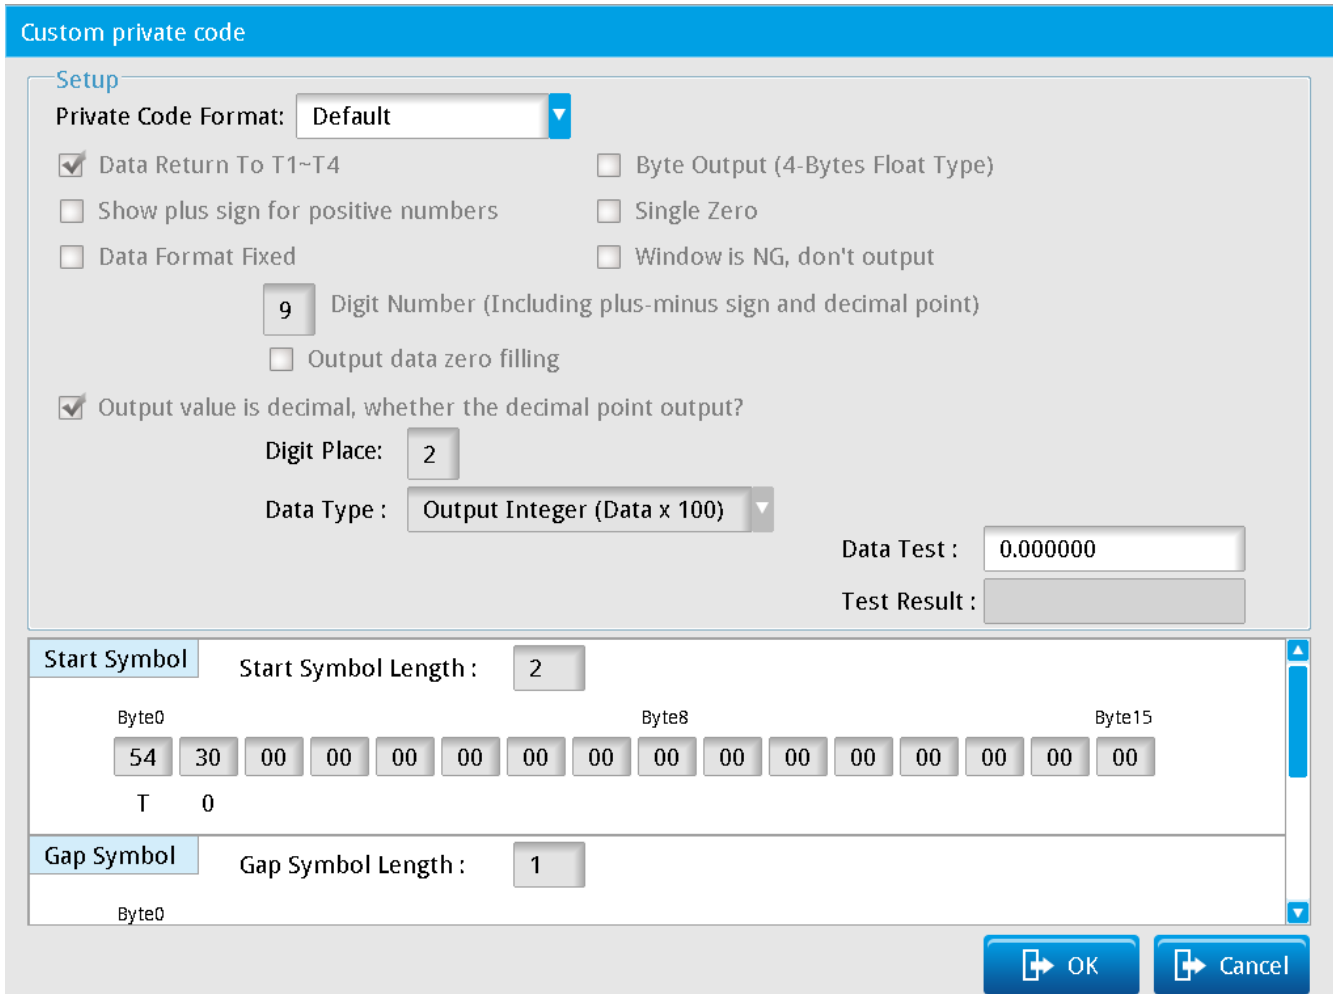 Custom private code
Setup
Private Code Format: Default
Data Return To T1~T4
Byte Output (4-Bytes Float Type)
Show plus sign for positive numbers
Single Zero
Data Format Fixed
Window is NG, don't output
9 Digit Number (Including plus-minus sign and decimal point)
Output data zero filling
Output value is decimal, whether the decimal point output?
Digit Place: 2
Data Type : Output Integer (Data x 100)
Data Test : 0.000000
Test Result :
Start Symbol
Start Symbol Length : 2
Byte0 Byte8 Byte15
54 30 00 00 00 00 00 00 00 00 00 00 00 00 00 00
T 0
Gap Symbol
Gap Symbol Length : 1
Byte0
OK
Cancel